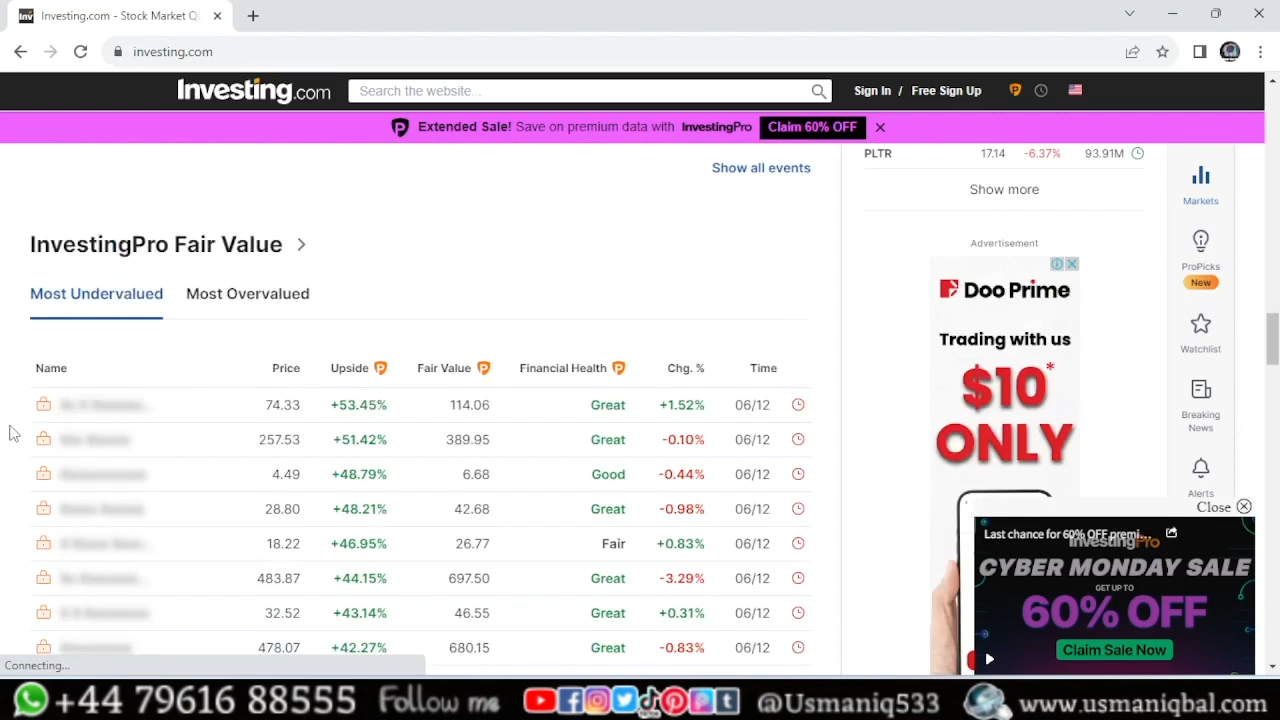 Investing.com - Stock Market Q
investing.com
Investing.com
Search the website...
Sign In / Free Sign Up
Extended Sale! Save on premium data with InvestingPro Claim 60% OFF
Show all events
PLTR 17.14 -6.37% 93.91M
Show more
Markets
InvestingPro Fair Value
Advertisement
ProPicks
New
Most Undervalued Most Overvalued
Doo Prime
Trading with us
$10*
ONLY
Watchlist
Breaking
News
Alerts
Name Price Upside Fair Value Financial Health Chg. % Time
74.33 +53.45% 114.06 Great +1.52% 06/12
257.53 +51.42% 389.95 Great -0.10% 06/12
4.49 +48.79% 6.68 Good -0.44% 06/12
28.80 +48.21% 42.68 Great -0.98% 06/12
18.22 +46.95% 26.77 Fair +0.83% 06/12
483.87 +44.15% 697.50 Great -3.29% 06/12
32.52 +43.14% 46.55 Great +0.31% 06/12
478.07 +42.27% 680.15 Great -0.83% 06/12
Close
Last chance for 60% OFF premi...
InvestingPro
CYBER MONDAY SALE
GET UP TO
60% OFF
Claim Sale Now
Connecting...
+44 79616 88555 Follow me @Usmaniq533 www.usmaniqbal.com